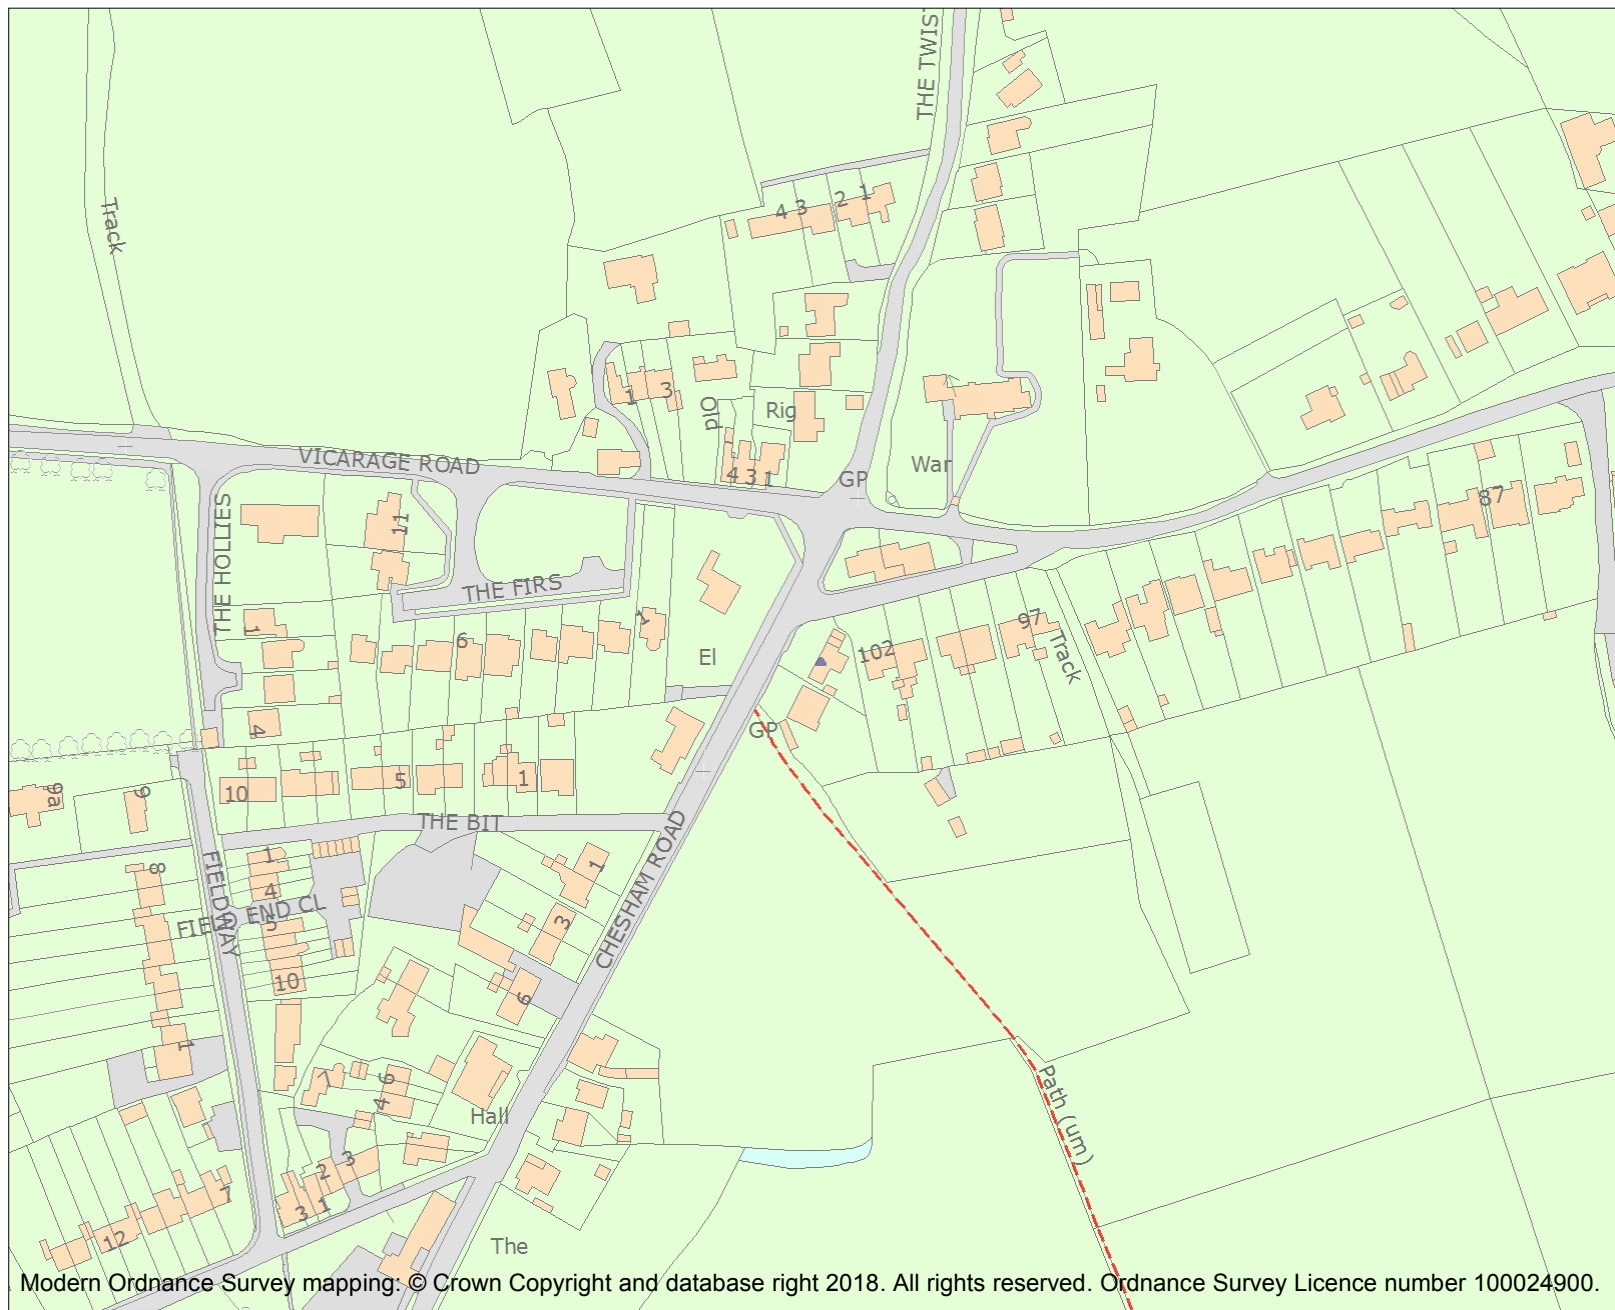 THE TWIS
Track
4 3 2 1
1 3
Old
Rig
4 3 1
VICARAGE ROAD
GP
War
87
THE HOLLIES
11
THE FIRS
1
6
1
El
102
97
Track
4
GP
9a
9
10
5
1
THE BIT
CHESHAM ROAD
8
FIELDWAY
1
4
FIELD END CL
5
10
1
3
6
1
7
6
4
Hall
Path (um)
3
2
3 1
7
12
The
Modern Ordnance Survey mapping: © Crown Copyright and database right 2018. All rights reserved. Ordnance Survey Licence number 100024900.